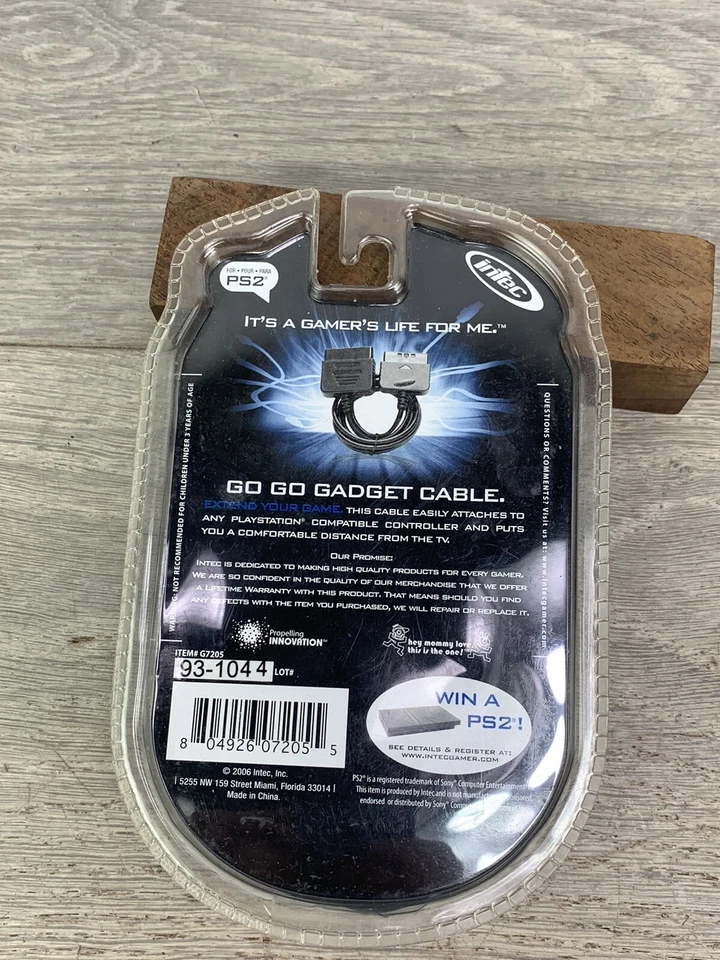 FOR • POUR • PARA
PS2®
intec
IT'S A GAMER'S LIFE FOR ME.™
WARNING: NOT RECOMMENDED FOR CHILDREN UNDER 3 YEARS OF AGE
QUESTIONS OR COMMENTS? Visit us at: www.intecgamer.com
GO GO GADGET CABLE.
EXTEND YOUR GAME. THIS CABLE EASILY ATTACHES TO
ANY PLAYSTATION® COMPATIBLE CONTROLLER AND PUTS
YOU A COMFORTABLE DISTANCE FROM THE TV.
OUR PROMISE:
INTEC IS DEDICATED TO MAKING HIGH QUALITY PRODUCTS FOR EVERY GAMER.
WE ARE SO CONFIDENT IN THE QUALITY OF OUR MERCHANDISE THAT WE OFFER
A LIFETIME WARRANTY WITH THIS PRODUCT. THAT MEANS SHOULD YOU FIND
ANY DEFECTS WITH THE ITEM YOU PURCHASED, WE WILL REPAIR OR REPLACE IT.
Propelling
INNOVATION™
hey mommy love
this is the one!
ITEM# G7205
93-1044 LOT#
8 04926 07205 5
WIN A
PS2®!
SEE DETAILS & REGISTER AT:
WWW.INTECGAMER.COM
© 2006 Intec, Inc.
| 5255 NW 159 Street Miami, Florida 33014 |
Made in China.
PS2® is a registered trademark of Sony® Computer Entertainment
This item is produced by Intec and is not manufactured, sponsored,
endorsed or distributed by Sony® Computer